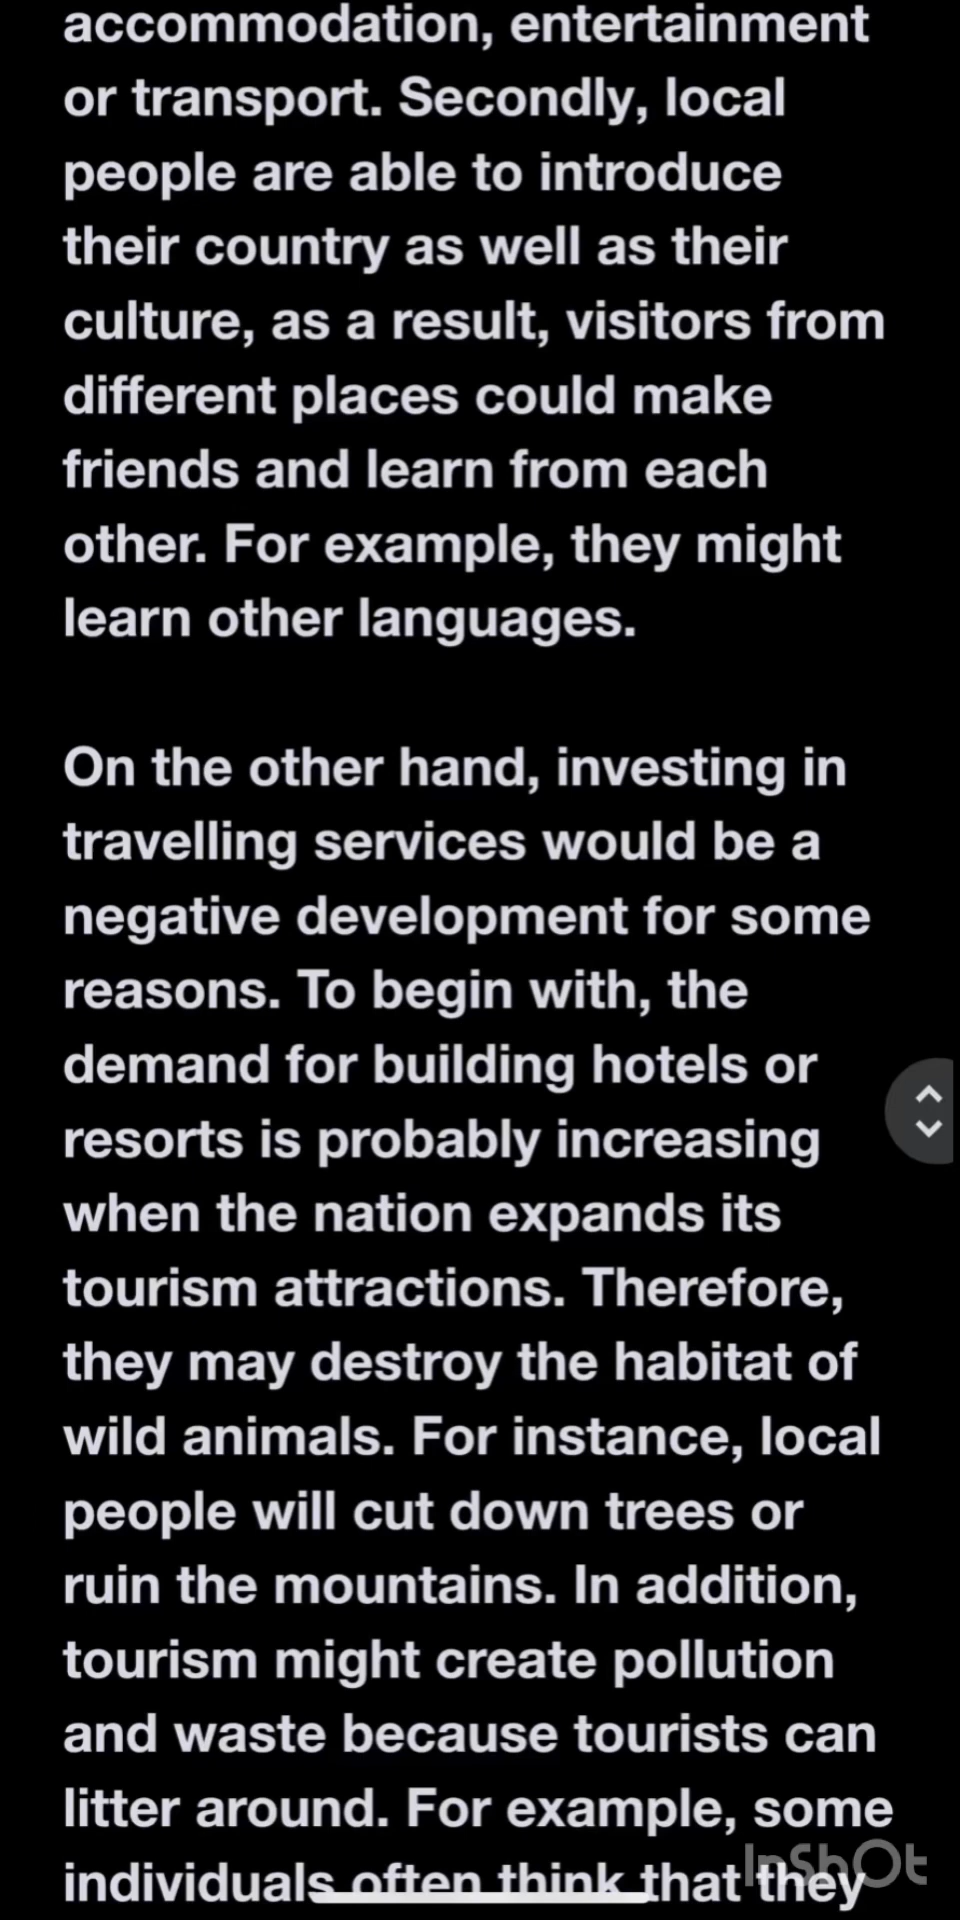 accommodation, entertainment
or transport. Secondly, local
people are able to introduce
their country as well as their
culture, as a result, visitors from
different places could make
friends and learn from each
other. For example, they might
learn other languages.
On the other hand, investing in
travelling services would be a
negative development for some
reasons. To begin with, the
demand for building hotels or
resorts is probably increasing
when the nation expands its
tourism attractions. Therefore,
they may destroy the habitat of
wild animals. For instance, local
people will cut down trees or
ruin the mountains. In addition,
tourism might create pollution
and waste because tourists can
litter around. For example, some
individuals often think that they
InShOt